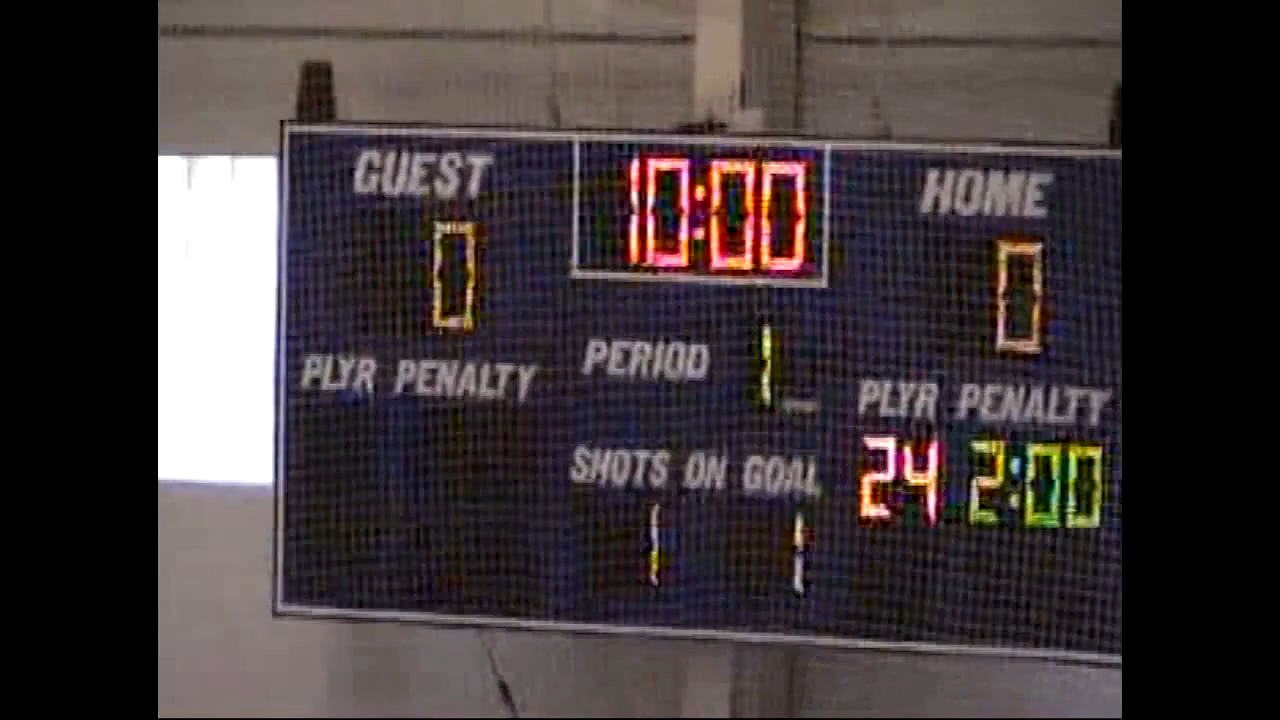 GUEST 10:00 HOME
0 0
PERIOD 1
PLYR PENALTY PLYR PENALTY
SHOTS ON GOAL 24 2:00
1 1